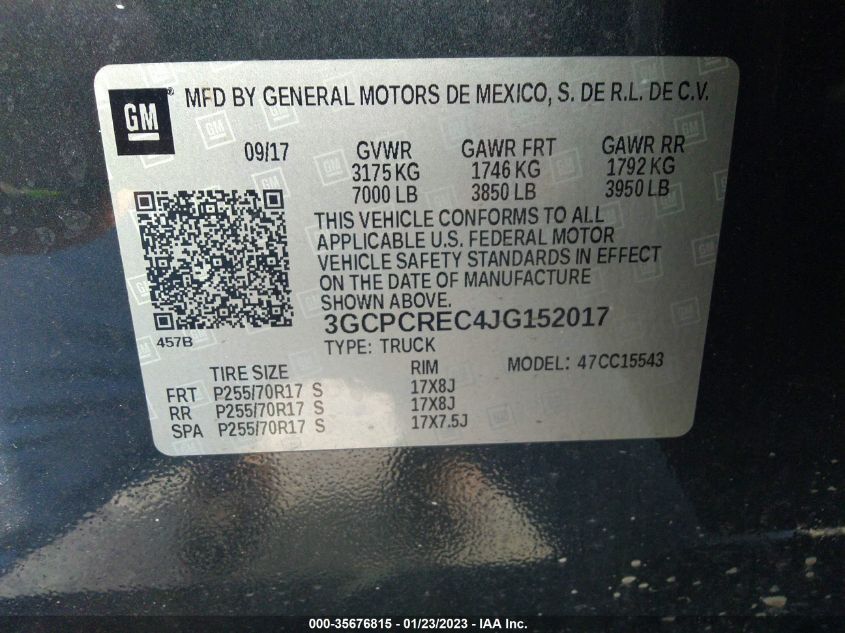 GM ® MFD BY GENERAL MOTORS DE MEXICO, S. DE R.L. DE C.V.
09/17 GVWR GAWR FRT GAWR RR
3175 KG 1746 KG 1792 KG
7000 LB 3850 LB 3950 LB
THIS VEHICLE CONFORMS TO ALL
APPLICABLE U.S. FEDERAL MOTOR
VEHICLE SAFETY STANDARDS IN EFFECT
ON THE DATE OF MANUFACTURE
SHOWN ABOVE.
457B
3GCPCREC4JG152017
TYPE: TRUCK MODEL: 47CC15543
TIRE SIZE RIM
FRT P255/70R17 S 17X8J
RR P255/70R17 S 17X8J
SPA P255/70R17 S 17X7.5J
000-35676815 - 01/23/2023 - IAA Inc.